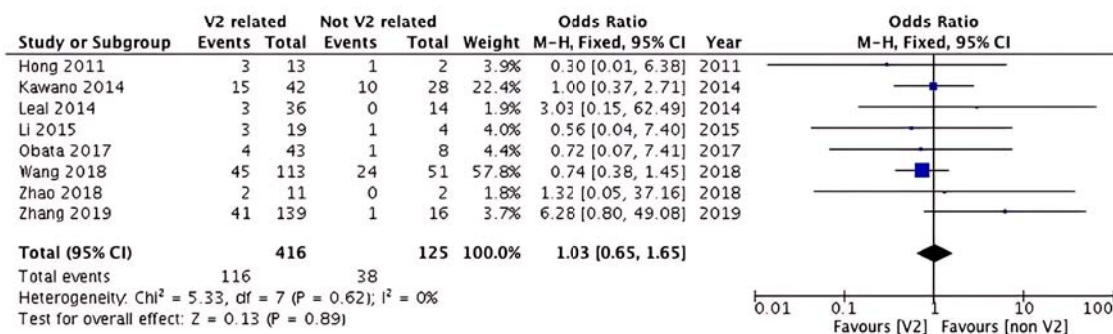 V2 related Not V2 related Odds Ratio Odds Ratio
Study or Subgroup Events Total Events Total Weight M-H, Fixed, 95% CI Year M-H, Fixed, 95% CI
Hong 2011 3 13 1 2 3.9% 0.30 [0.01, 6.38] 2011
Kawano 2014 15 42 10 28 22.4% 1.00 [0.37, 2.71] 2014
Leal 2014 3 36 0 14 1.9% 3.03 [0.15, 62.49] 2014
Li 2015 3 19 1 4 4.0% 0.56 [0.04, 7.40] 2015
Obata 2017 4 43 1 8 4.4% 0.72 [0.07, 7.41] 2017
Wang 2018 45 113 24 51 57.8% 0.74 [0.38, 1.45] 2018
Zhao 2018 2 11 0 2 1.8% 1.32 [0.05, 37.16] 2018
Zhang 2019 41 139 1 16 3.7% 6.28 [0.80, 49.08] 2019
Total (95% CI) 416 125 100.0% 1.03 [0.65, 1.65]
Total events 116 38
Heterogeneity: Chi² = 5.33, df = 7 (P = 0.62); I² = 0%
Test for overall effect: Z = 0.13 (P = 0.89)
0.01 0.1 1 10 100
Favours [V2] Favours [non V2]